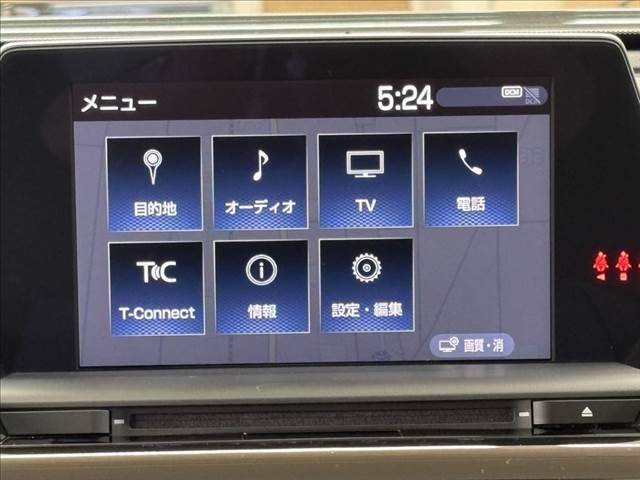 メニュー
5:24
DCM
DCM
目的地
オーディオ
TV
電話
T-Connect
情報
設定・編集
画質・消